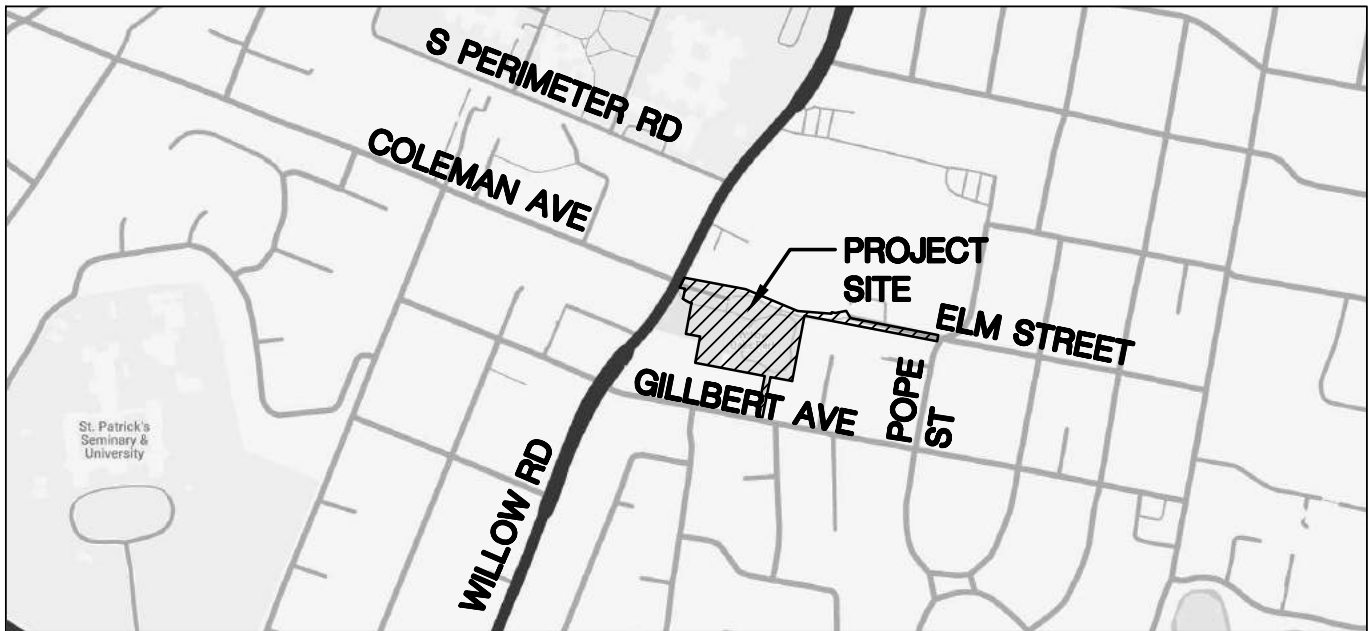 S PERIMETER RD
COLEMAN AVE
PROJECT
SITE
ELM STREET
GILLBERT AVE
POPE
ST
WILLOW RD
St. Patrick's
Seminary &
University